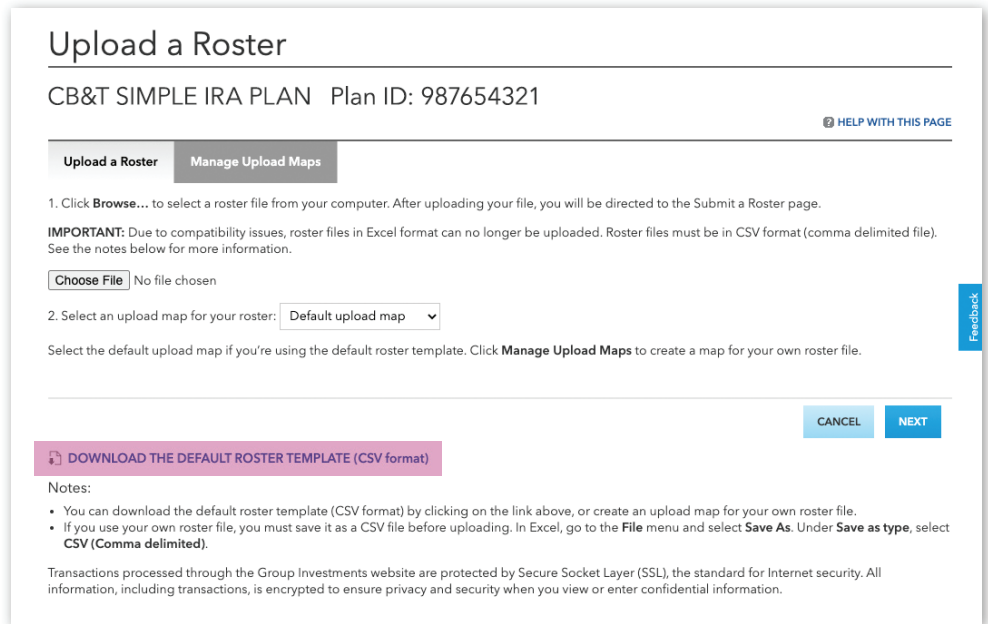 Upload a Roster
CB&T SIMPLE IRA PLAN Plan ID: 987654321
? HELP WITH THIS PAGE
Upload a Roster Manage Upload Maps
1. Click Browse... to select a roster file from your computer. After uploading your file, you will be directed to the Submit a Roster page.
IMPORTANT: Due to compatibility issues, roster files in Excel format can no longer be uploaded. Roster files must be in CSV format (comma delimited file).
See the notes below for more information.
Choose File No file chosen
Feedback
2. Select an upload map for your roster: Default upload map
Select the default upload map if you're using the default roster template. Click Manage Upload Maps to create a map for your own roster file.
CANCEL NEXT
DOWNLOAD THE DEFAULT ROSTER TEMPLATE (CSV format)
Notes:
• You can download the default roster template (CSV format) by clicking on the link above, or create an upload map for your own roster file.
• If you use your own roster file, you must save it as a CSV file before uploading. In Excel, go to the File menu and select Save As. Under Save as type, select
CSV (Comma delimited).
Transactions processed through the Group Investments website are protected by Secure Socket Layer (SSL), the standard for Internet security. All
information, including transactions, is encrypted to ensure privacy and security when you view or enter confidential information.